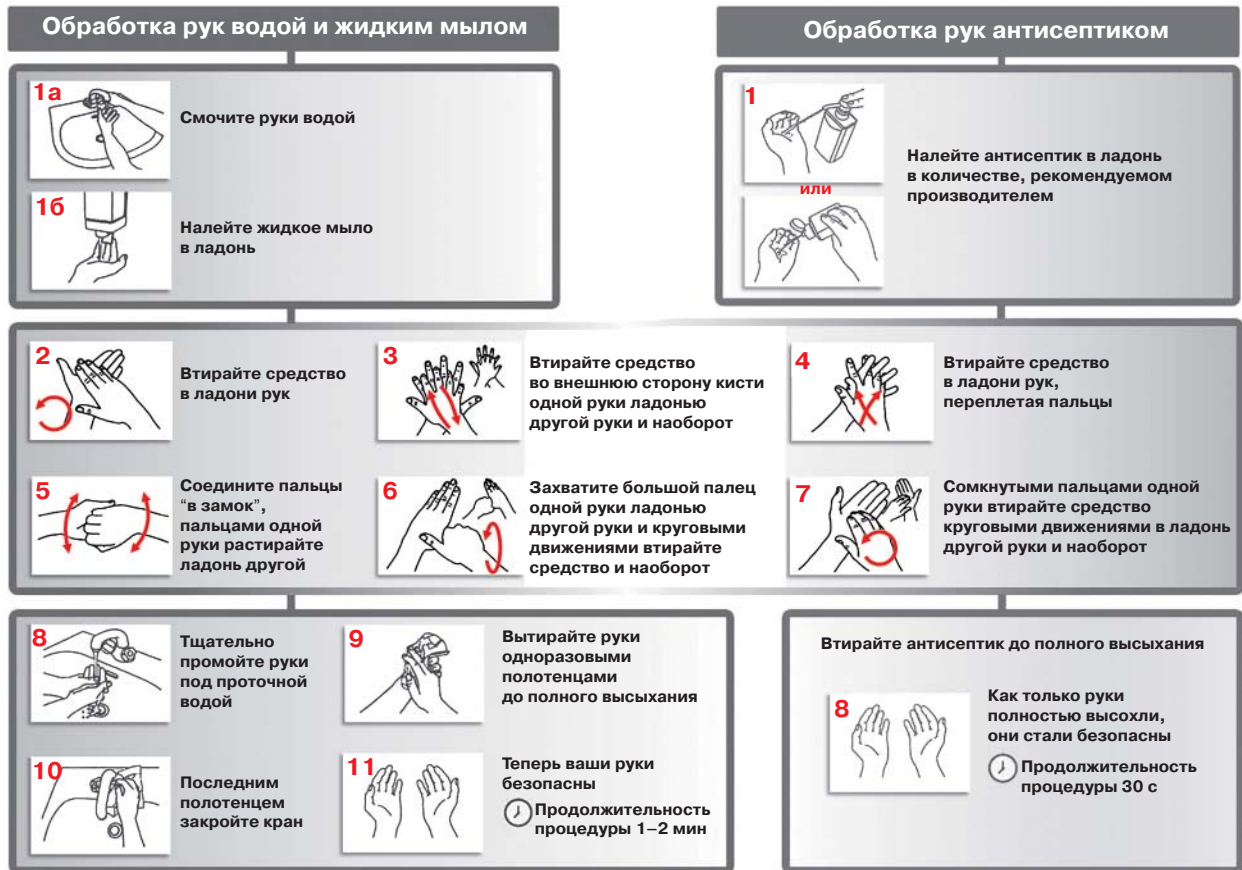 Обработка рук водой и жидким мылом
1а
Смочите руки водой
1б
Налейте жидкое мыло
в ладонь
Обработка рук антисептиком
1
или
Налейте антисептик в ладонь
в количестве, рекомендуемом
производителем
2
Втирайте средство
в ладони рук
3
Втирайте средство
во внешнюю сторону кисти
одной руки ладонью
другой руки и наоборот
4
Втирайте средство
в ладони рук,
переплетая пальцы
5
Соедините пальцы
“в замок”,
пальцами одной
руки растирайте
ладонь другой
6
Захватите большой палец
одной руки ладонью
другой руки и круговыми
движениями втирайте
средство и наоборот
7
Сомкнутыми пальцами одной
руки втирайте средство
круговыми движениями в ладонь
другой руки и наоборот
8
Тщательно
промойте руки
под проточной
водой
9
Вытирайте руки
одноразовыми
полотенцами
до полного высыхания
10
Последним
полотенцем
закройте кран
11
Теперь ваши руки
безопасны
Продолжительность
процедуры 1–2 мин
Втирайте антисептик до полного высыхания
8
Как только руки
полностью высохли,
они стали безопасны
Продолжительность
процедуры 30 с